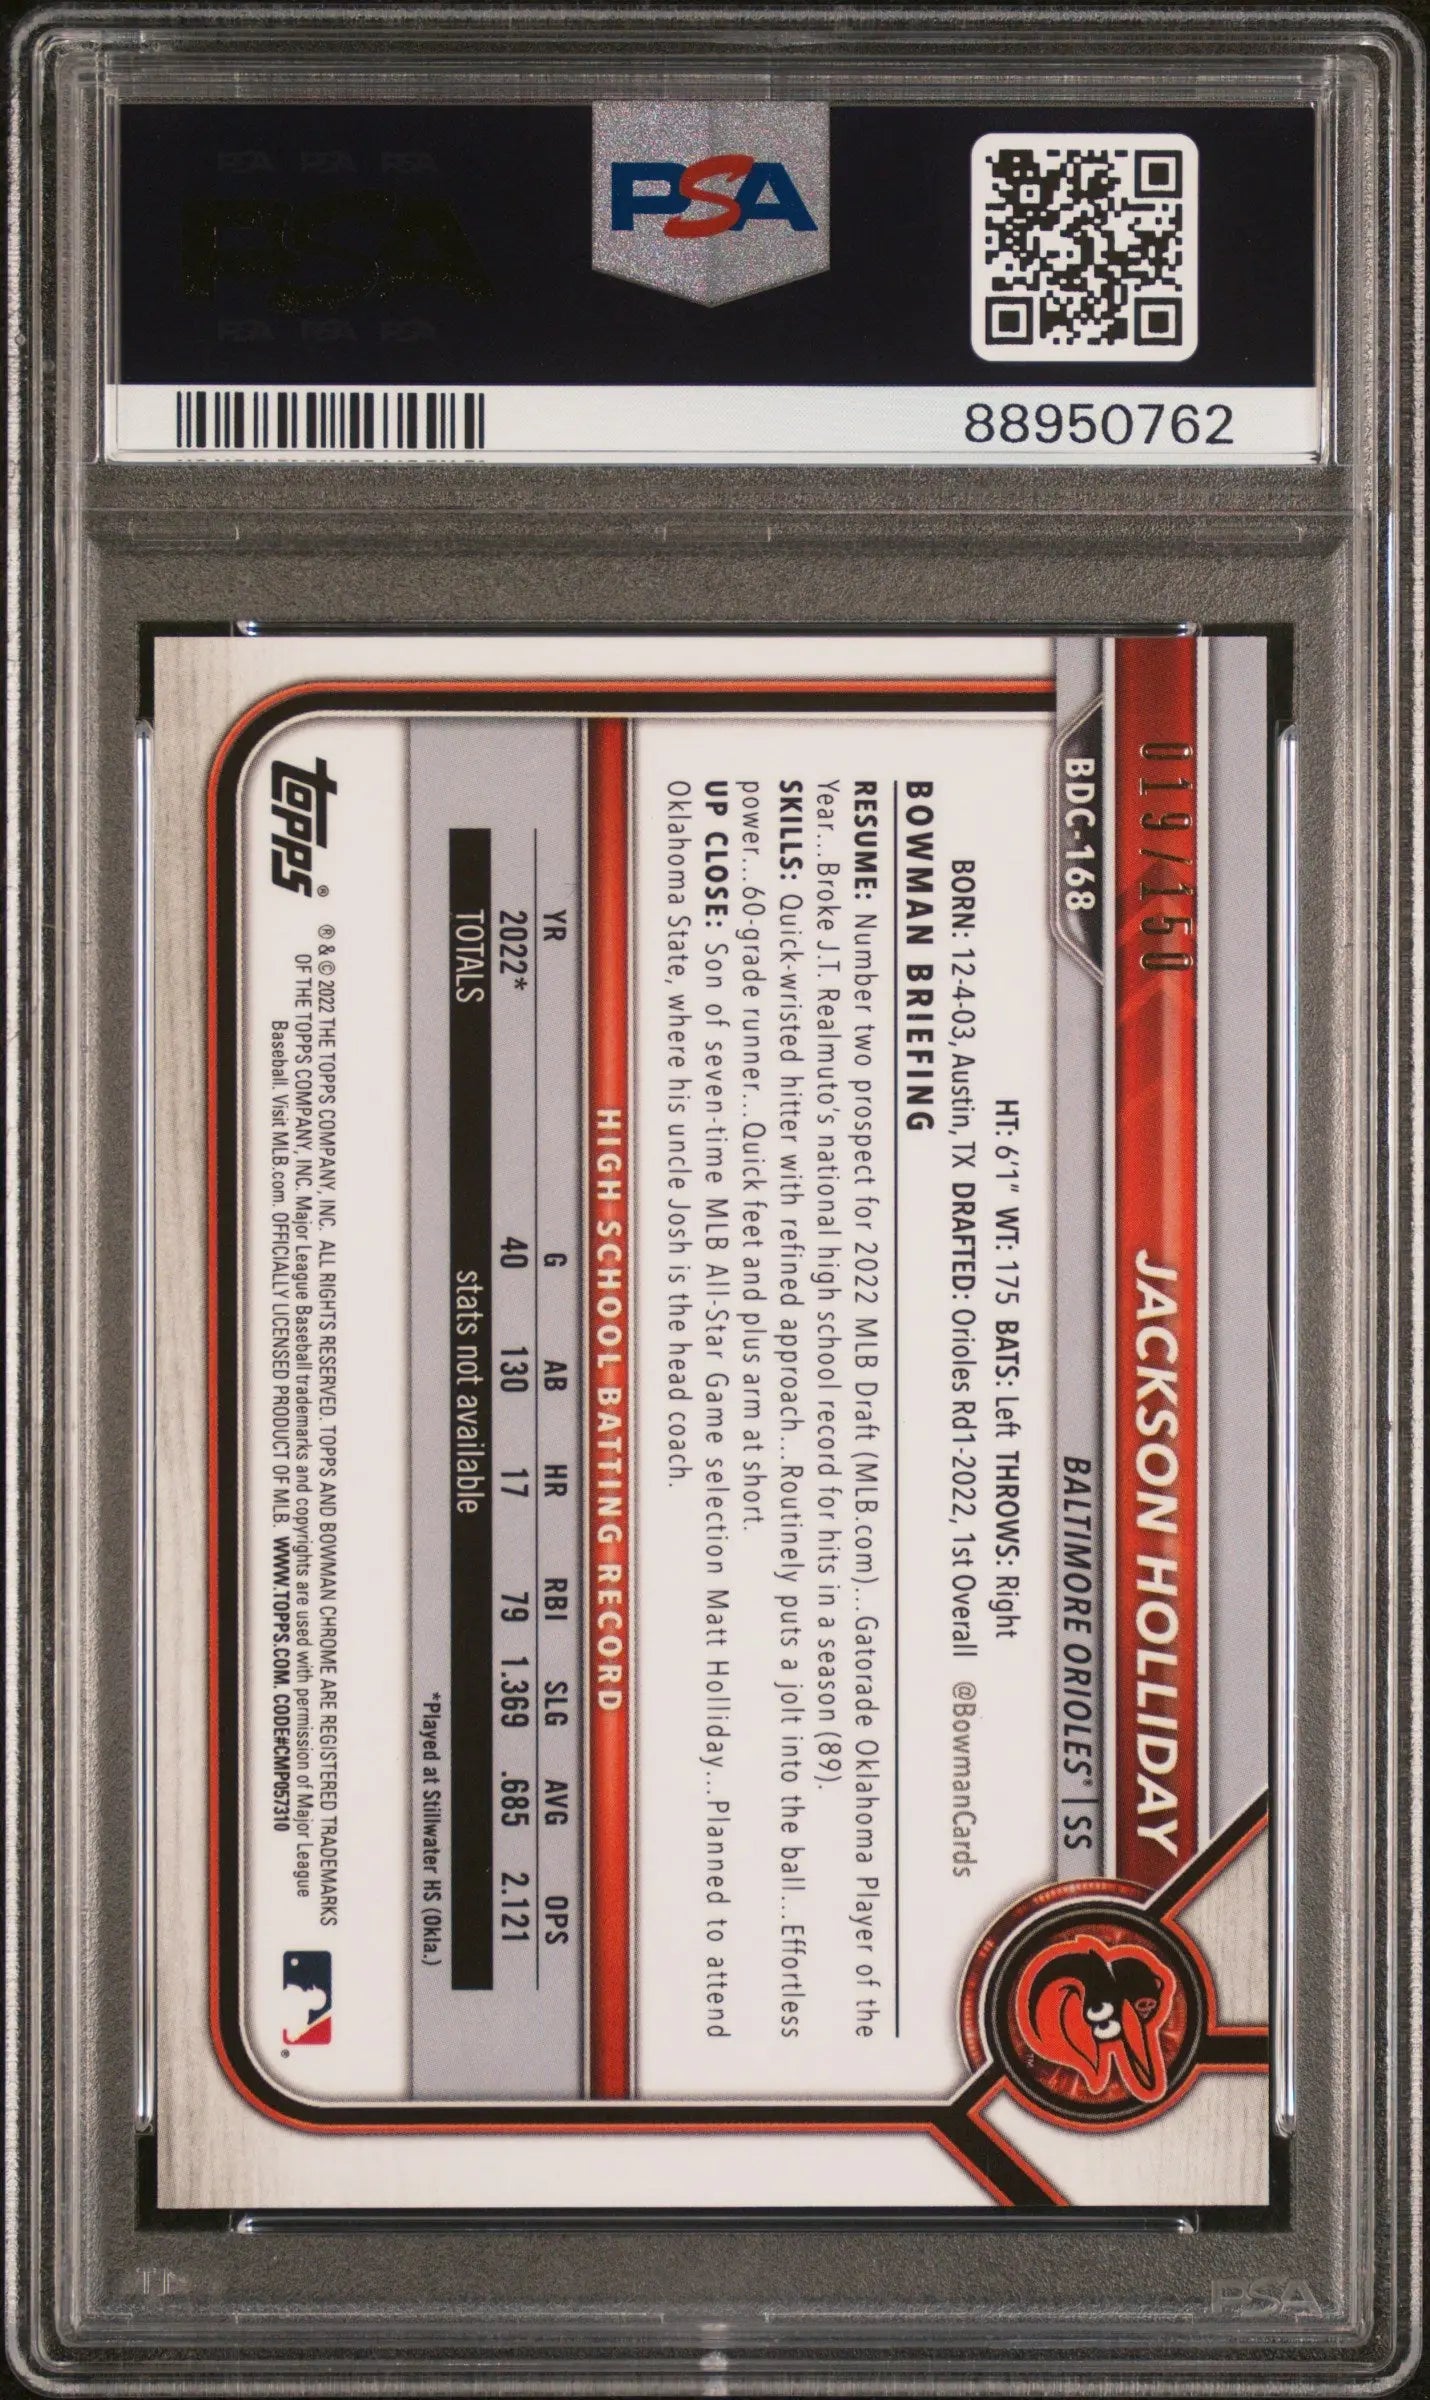 PSA PSA PSA
PSA
PSA PSA PSA
PSA
88950762
019/150
JACKSON HOLLIDAY
BDC-168
BALTIMORE ORIOLES® | SS
HT: 6'1" WT: 175 BATS: Left THROWS: Right
BORN: 12-4-03, Austin, TX DRAFTED: Orioles Rd1-2022, 1st Overall @BowmanCards
BOWMAN BRIEFING
RESUME: Number two prospect for 2022 MLB Draft (MLB.com)...Gatorade Oklahoma Player of the
Year...Broke J.T. Realmuto's national high school record for hits in a season (89).
SKILLS: Quick-wristed hitter with refined approach...Routinely puts a jolt into the ball...Effortless
power...60-grade runner...Quick feet and plus arm at short.
UP CLOSE: Son of seven-time MLB All-Star Game selection Matt Holliday...Planned to attend
Oklahoma State, where his uncle Josh is the head coach.
HIGH SCHOOL BATTING RECORD
YR G AB HR RBI SLG AVG OPS
2022* 40 130 17 79 1.369 .685 2.121
TOTALS stats not available
*Played at Stillwater HS (Okla.)
topps®
® & © 2022 THE TOPPS COMPANY, INC. ALL RIGHTS RESERVED. TOPPS AND BOWMAN CHROME ARE REGISTERED TRADEMARKS
OF THE TOPPS COMPANY, INC. Major League Baseball trademarks and copyrights are used with permission of Major League
Baseball. Visit MLB.com. OFFICIALLY LICENSED PRODUCT OF MLB. WWW.TOPPS.COM. CODE#CMP057310
PSA